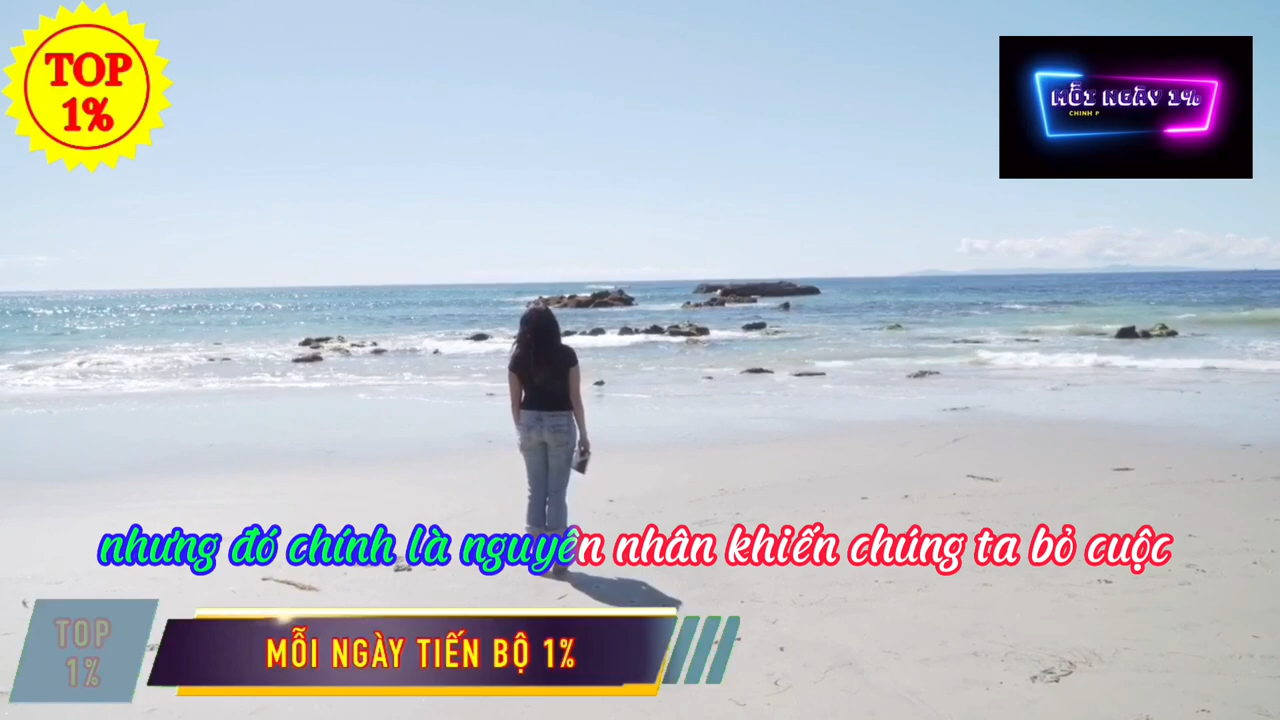 TOP
1%
MỖI NGÀY 1%
CHINH P
nhưng đó chính là nguyên nhân khiến chúng ta bỏ cuộc
TOP
1%
MỖI NGÀY TIẾN BỘ 1%